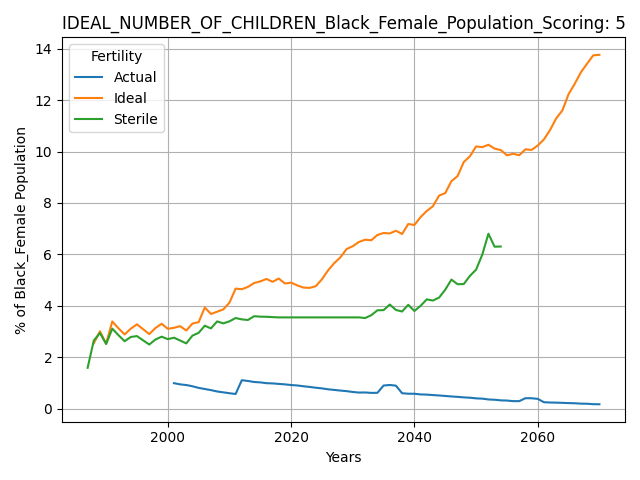 IDEAL_NUMBER_OF_CHILDREN_Black_Female_Population_Scoring: 5
Fertility
Actual
Ideal
Sterile
% of Black_Female Population
14
12
10
8
6
4
2
0
2000
2020
2040
2060
Years